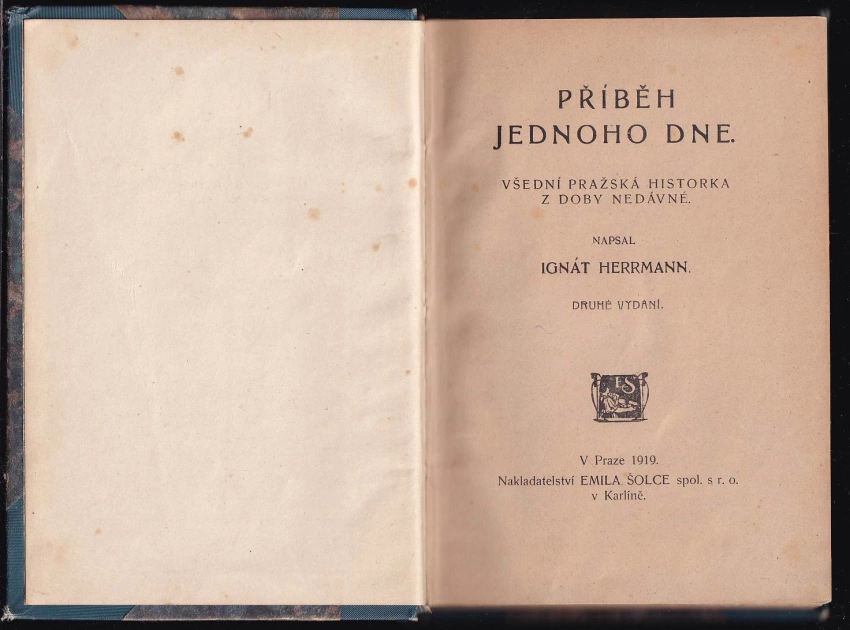 PŘÍBĚH
JEDNOHO DNE.
VŠEDNÍ PRAŽSKÁ HISTORKA
Z DOBY NEDÁVNÉ.
NAPSAL
IGNÁT HERRMANN.
DRUHÉ VYDÁNÍ.
ES
V Praze 1919.
Nakladatelství EMILA ŠOLCE spol. s r. o.
v Karlíně.